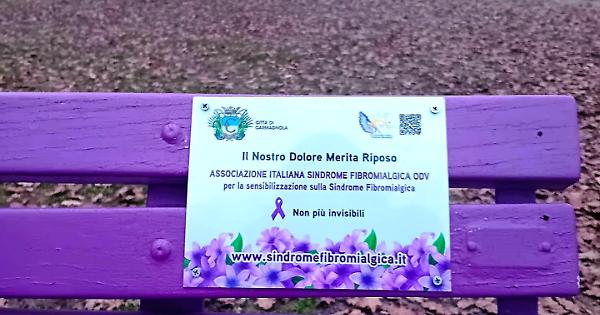 CITTÀ DI
CARMAGNOLA
Il Nostro Dolore Merita Riposo
ASSOCIAZIONE ITALIANA SINDROME FIBROMIALGICA ODV
per la sensibilizzazione sulla Sindrome Fibromialgica
Non più invisibili
www.sindromefibromialgica.it